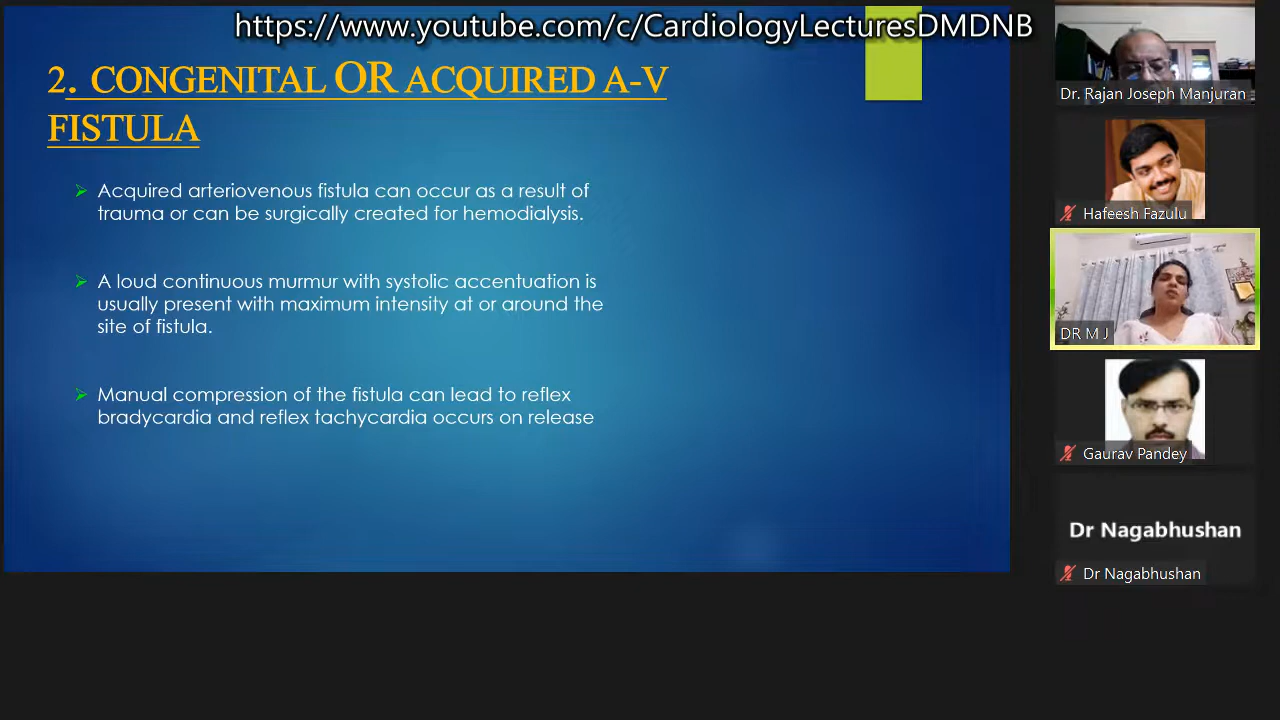 https://www.youtube.com/c/CardiologyLecturesDMDNB
2. CONGENITAL OR ACQUIRED A-V
FISTULA
Acquired arteriovenous fistula can occur as a result of
trauma or can be surgically created for hemodialysis.
A loud continuous murmur with systolic accentuation is
usually present with maximum intensity at or around the
site of fistula.
Manual compression of the fistula can lead to reflex
bradycardia and reflex tachycardia occurs on release
Dr. Rajan Joseph Manjuran
Hafeesh Fazulu
DR M J
Gaurav Pandey
Dr Nagabhushan
Dr Nagabhushan